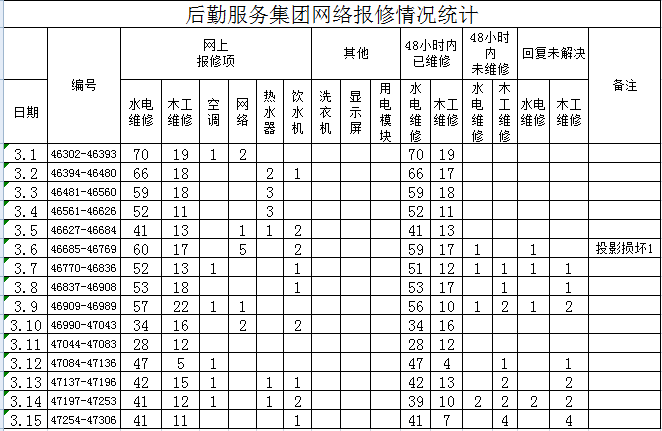 后勤服务集团网络报修情况统计
日期 编号 网上报修项 其他 48小时内已维修 48小时内未维修 回复未解决 备注
水电维修 木工维修 空调 网络 热水器 饮水机 洗衣机 显示屏 用电模块 水电维修 木工维修 水电维修 木工维修 水电维修 木工维修
3.1 46302-46393 70 19 1 2 70 19
3.2 46394-46480 66 18 2 1 66 17
3.3 46481-46560 59 18 3 59 18
3.4 46561-46626 52 11 3 52 11
3.5 46627-46684 41 13 1 1 2 41 13
3.6 46685-46769 60 17 5 2 59 17 1 1 投影损坏1
3.7 46770-46836 52 13 1 1 51 12 1 1 1 1
3.8 46837-46908 53 18 1 53 17 1 1
3.9 46909-46989 57 22 1 1 56 10 1 2 1 2
3.10 46990-47043 34 16 2 2 34 16
3.11 47044-47083 28 12 28 12
3.12 47084-47136 47 5 1 47 4 1 1
3.13 47137-47196 42 15 1 1 1 42 13 2 2
3.14 47197-47253 41 12 1 1 2 39 10 2 2 2 2
3.15 47254-47306 41 11 1 41 7 4 4